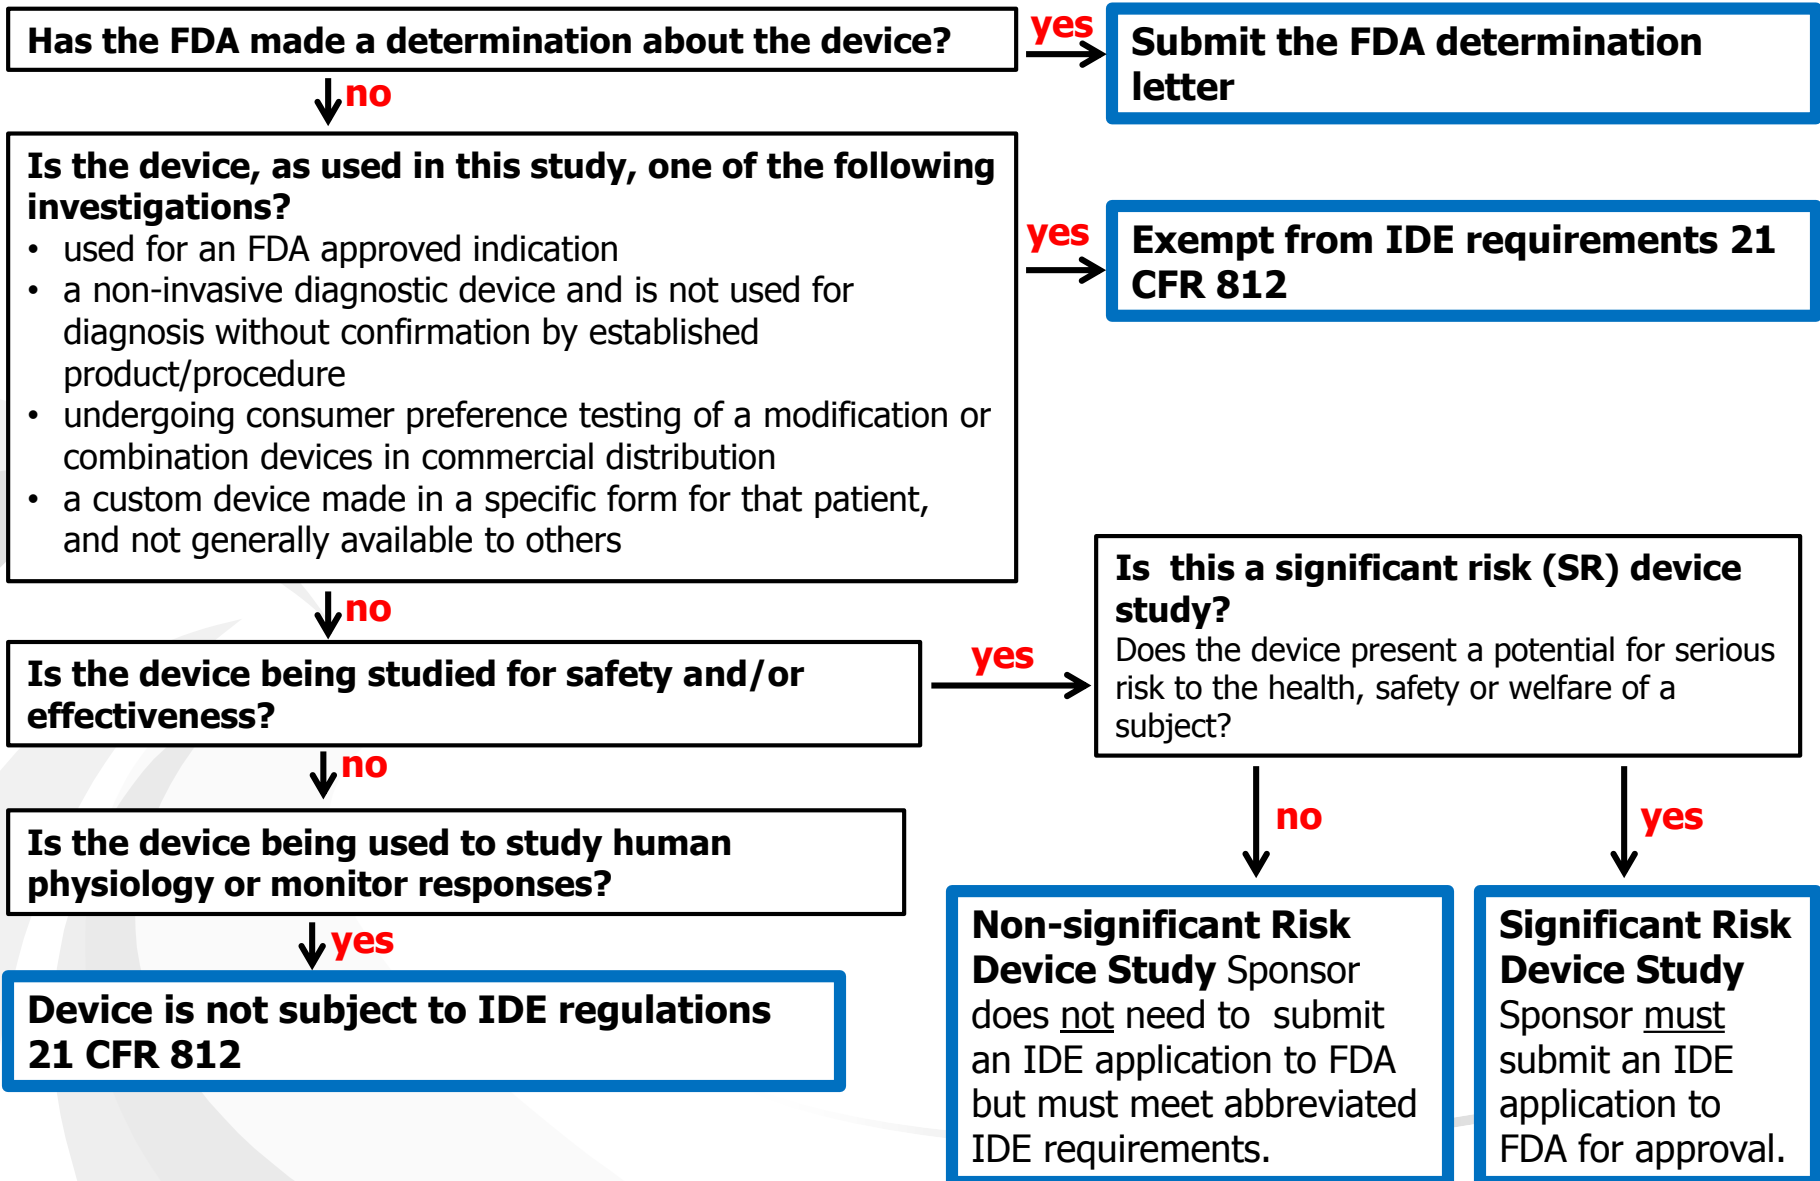 Has the FDA made a determination about the device?
yes
Submit the FDA determination
letter
no
Is the device, as used in this study, one of the following
investigations?
• used for an FDA approved indication
• a non-invasive diagnostic device and is not used for
diagnosis without confirmation by established
product/procedure
• undergoing consumer preference testing of a modification or
combination devices in commercial distribution
• a custom device made in a specific form for that patient,
and not generally available to others
yes
Exempt from IDE requirements 21
CFR 812
no
Is the device being studied for safety and/or
effectiveness?
yes
Is this a significant risk (SR) device
study?
Does the device present a potential for serious
risk to the health, safety or welfare of a
subject?
no
Is the device being used to study human
physiology or monitor responses?
yes
Device is not subject to IDE regulations
21 CFR 812
no
Non-significant Risk
Device Study Sponsor
does not need to submit
an IDE application to FDA
but must meet abbreviated
IDE requirements.
yes
Significant Risk
Device Study
Sponsor must
submit an IDE
application to
FDA for approval.